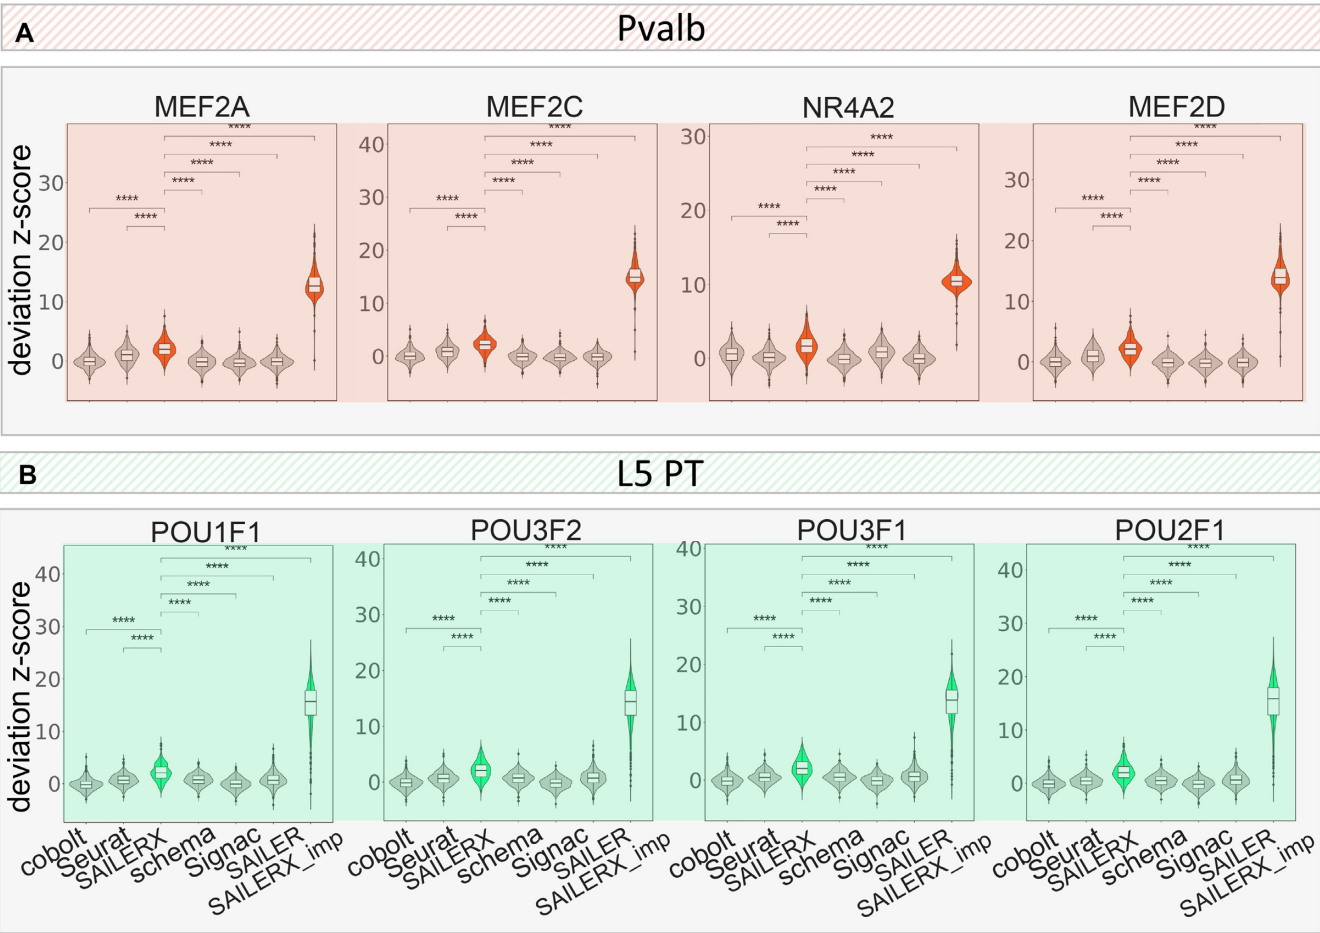 A Pvalb
MEF2A MEF2C NR4A2 MEF2D
deviation z-score
**** **** **** ****
**** **** **** ****
**** **** **** ****
**** **** **** ****
**** **** **** ****
**** **** **** ****
30 40 30 30
20 30 20 20
10 20 10 10
0 10 0 0
0
B L5 PT
POU1F1 POU3F2 POU3F1 POU2F1
deviation z-score
**** **** **** ****
**** **** **** ****
**** **** **** ****
**** **** **** ****
**** **** **** ****
**** **** **** ****
40 40 40 40
30 30 30 30
20 20 20 20
10 10 10 10
0 0 0 0
cobolt Seurat SAILERX schema Signac SAILER SAILERX_imp
cobolt Seurat SAILERX schema Signac SAILER SAILERX_imp
cobolt Seurat SAILERX schema Signac SAILER SAILERX_imp
cobolt Seurat SAILERX schema Signac SAILER SAILERX_imp